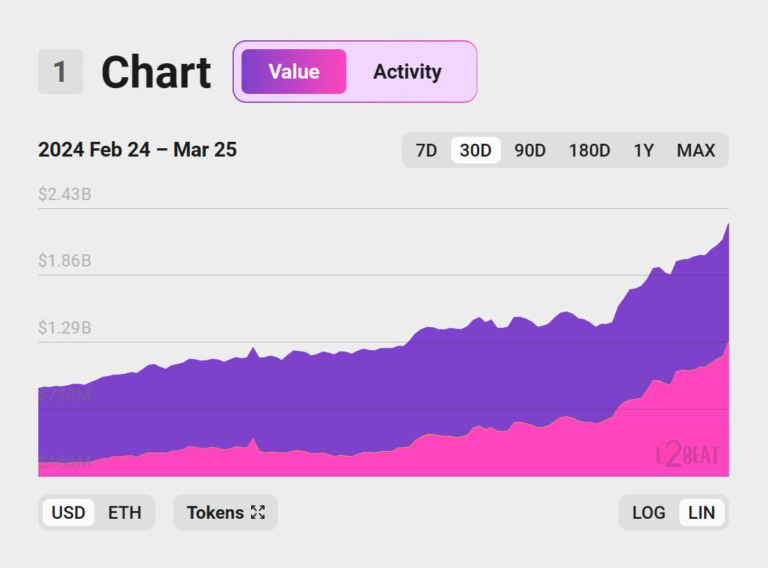 1 Chart Value Activity
2024 Feb 24 – Mar 25 7D 30D 90D 180D 1Y MAX
$2.43B
$1.86B
$1.29B
$720M
L2BEAT
USD ETH Tokens LOG LIN